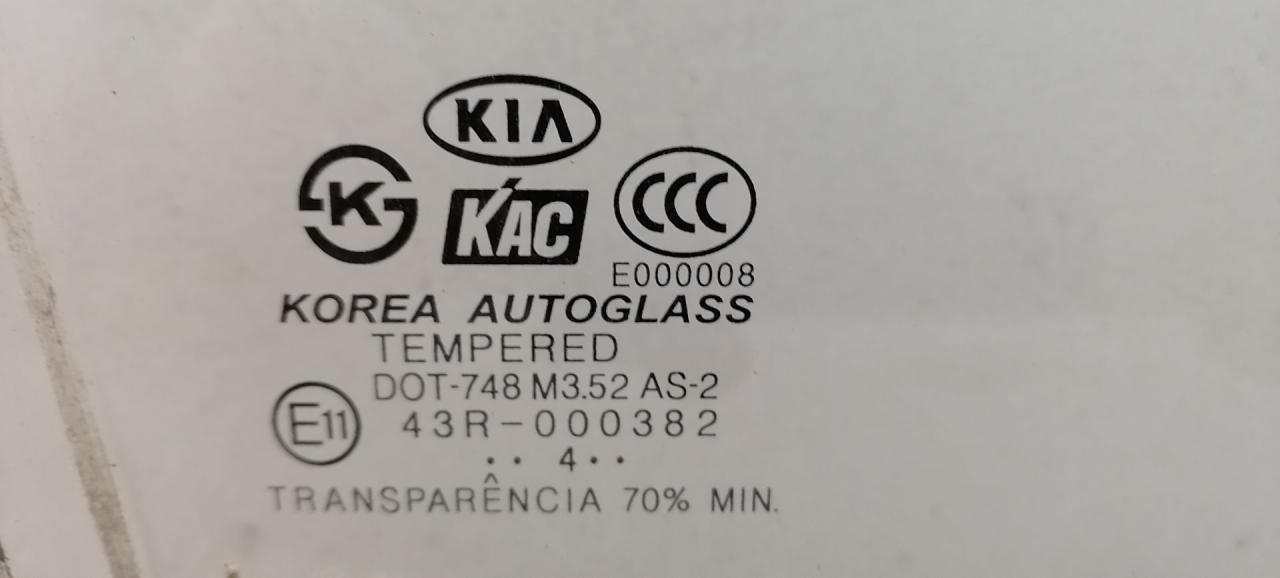 KIA
K
KAC
CCC
E000008
KOREA AUTOGLASS
TEMPERED
DOT-748 M3.52 AS-2
E11 43R-000382
.. 4 ..
TRANSPARÊNCIA 70% MIN.